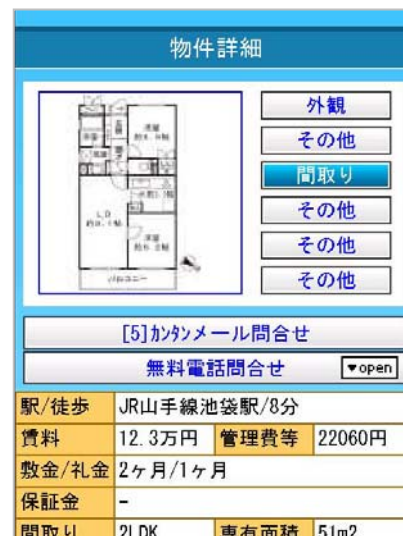 物件詳細
外観
その他
間取り
その他
その他
その他
[5]カンタンメール問合せ
無料電話問合せ ▼open
駅/徒歩 JR山手線池袋駅/8分
賃料 12.3万円 管理費等 22060円
敷金/礼金 2ヶ月/1ヶ月
保証金 -
間取り 2LDK 専有面積 51m2